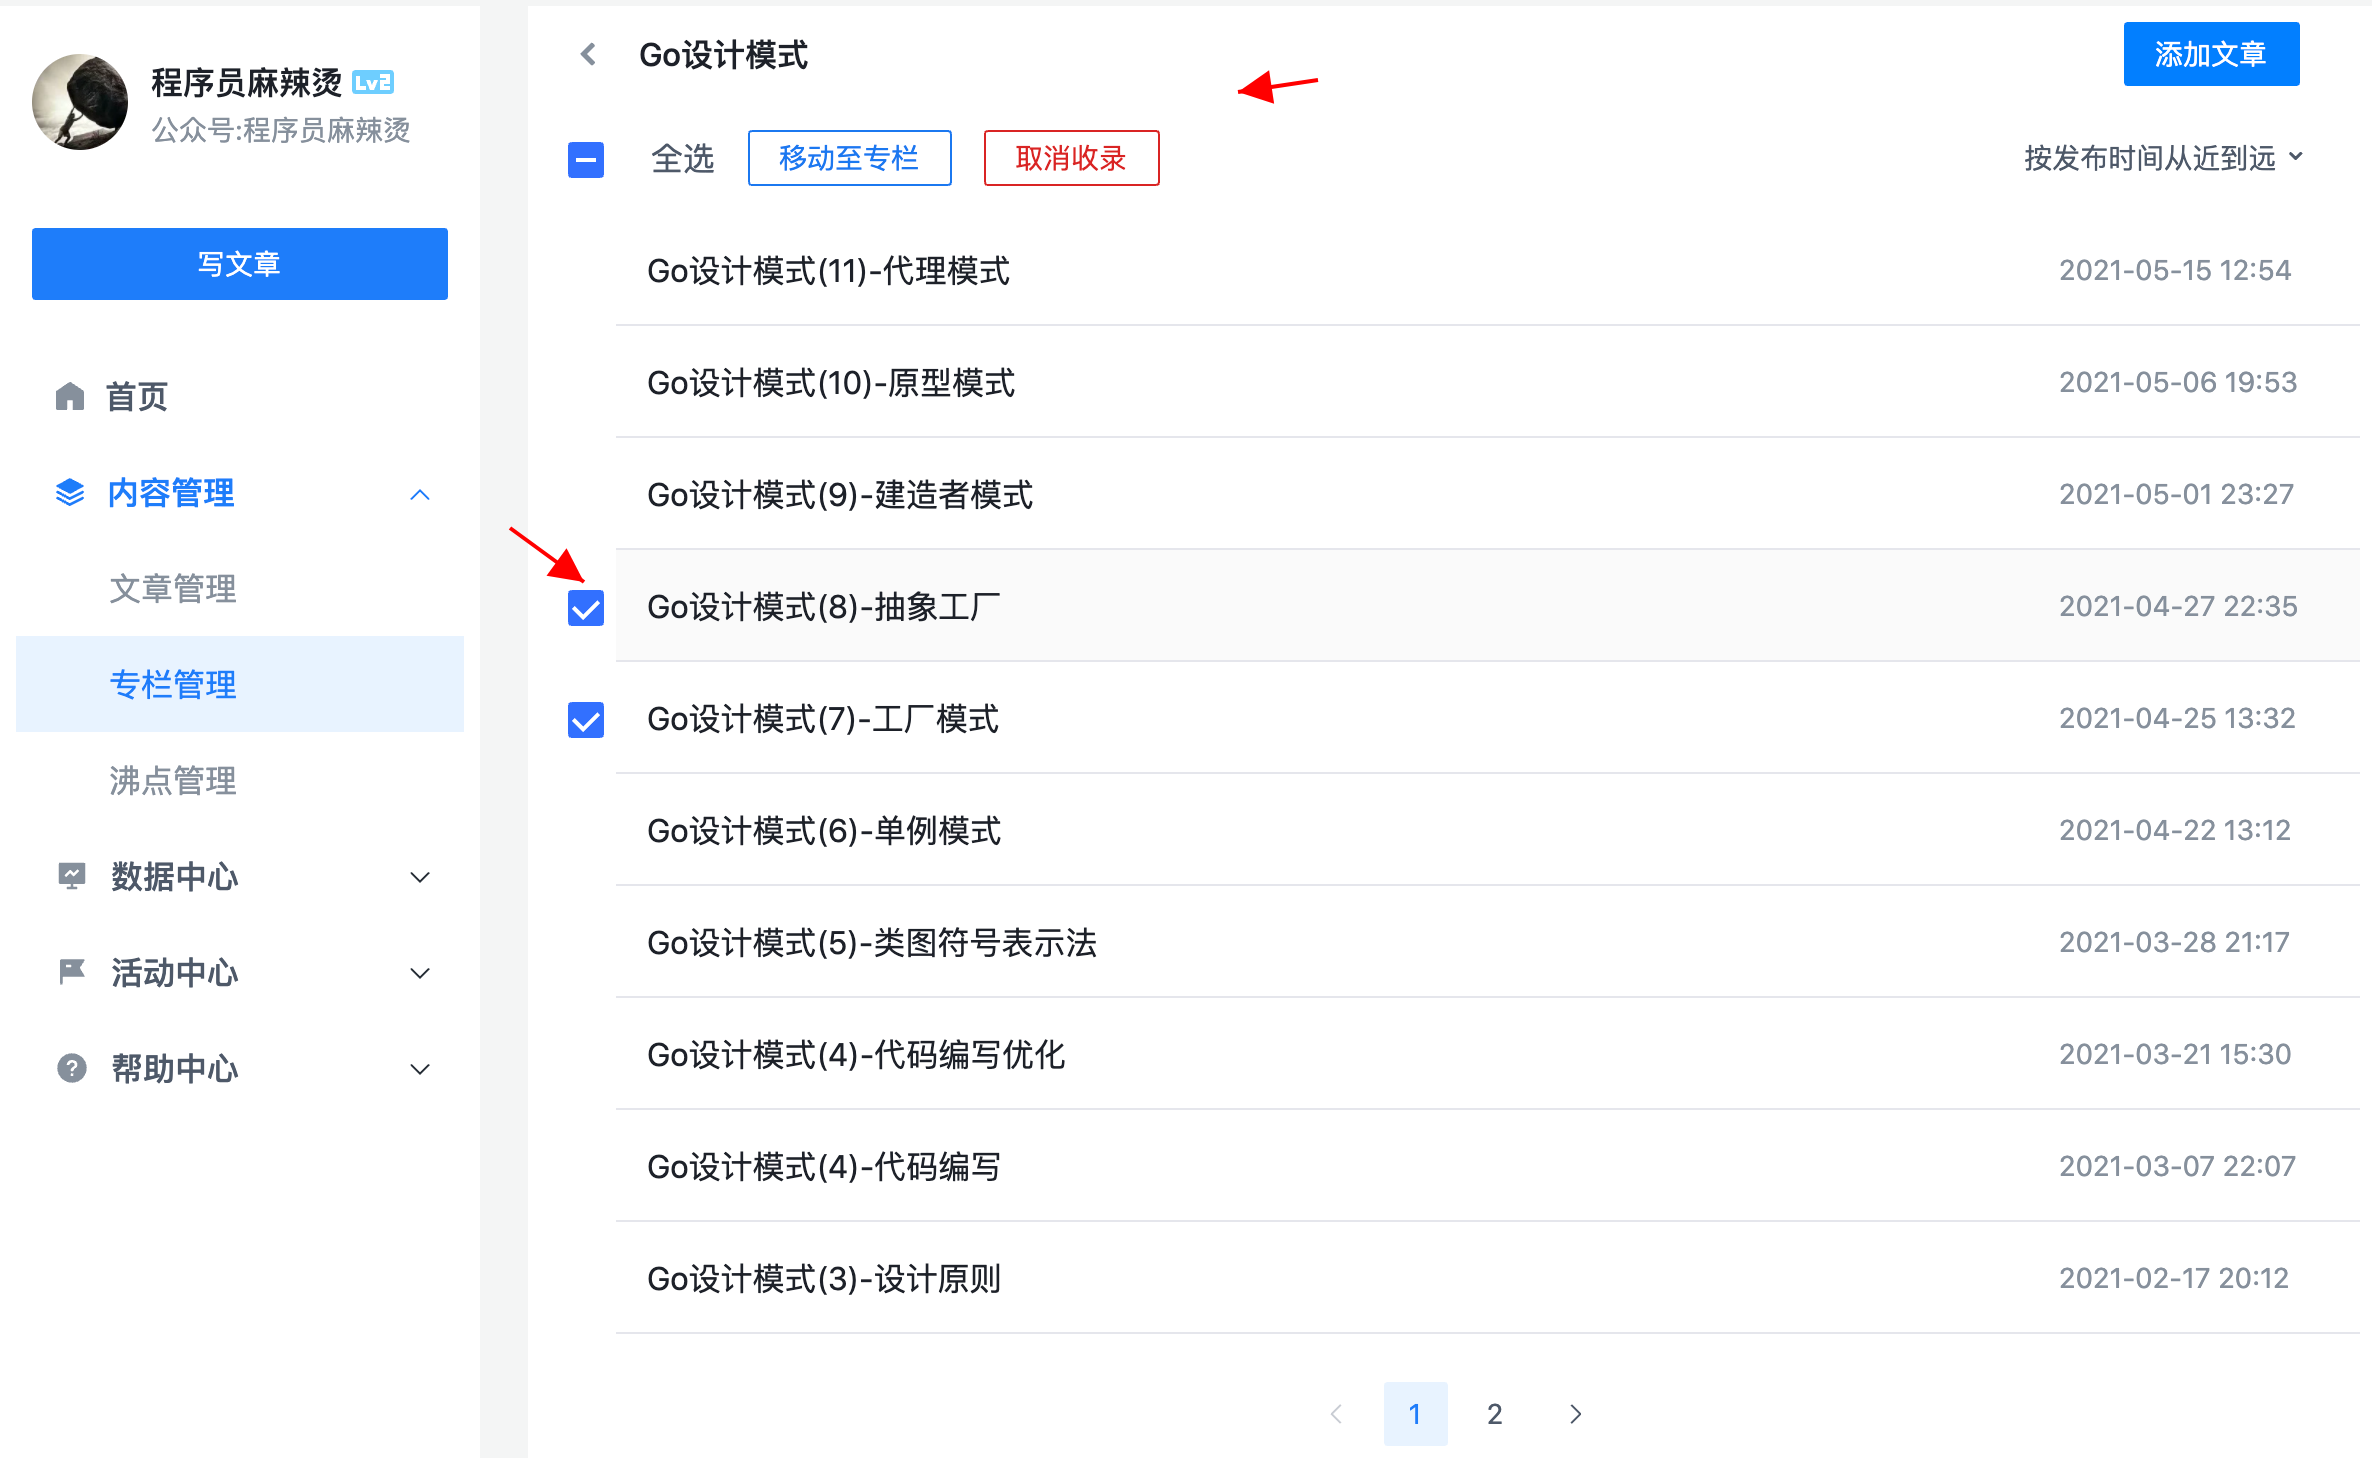 程序员麻辣烫 Lv2
公众号:程序员麻辣烫
写文章
首页
内容管理
文章管理
专栏管理
沸点管理
数据中心
活动中心
帮助中心
Go设计模式
添加文章
全选 移动至专栏 取消收录 按发布时间从近到远
Go设计模式(11)-代理模式 2021-05-15 12:54
Go设计模式(10)-原型模式 2021-05-06 19:53
Go设计模式(9)-建造者模式 2021-05-01 23:27
Go设计模式(8)-抽象工厂 2021-04-27 22:35
Go设计模式(7)-工厂模式 2021-04-25 13:32
Go设计模式(6)-单例模式 2021-04-22 13:12
Go设计模式(5)-类图符号表示法 2021-03-28 21:17
Go设计模式(4)-代码编写优化 2021-03-21 15:30
Go设计模式(4)-代码编写 2021-03-07 22:07
Go设计模式(3)-设计原则 2021-02-17 20:12
1 2